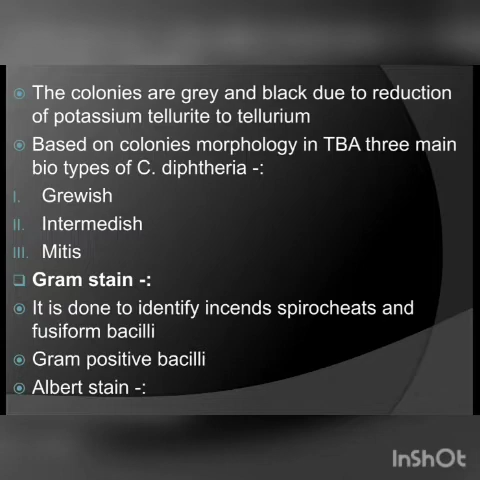 The colonies are grey and black due to reduction
of potassium tellurite to tellurium
Based on colonies morphology in TBA three main
bio types of C. diphtheria -:
I. Grewish
II. Intermedish
III. Mitis
Gram stain -:
It is done to identify incends spirocheats and
fusiform bacilli
Gram positive bacilli
Albert stain -:
InShOt